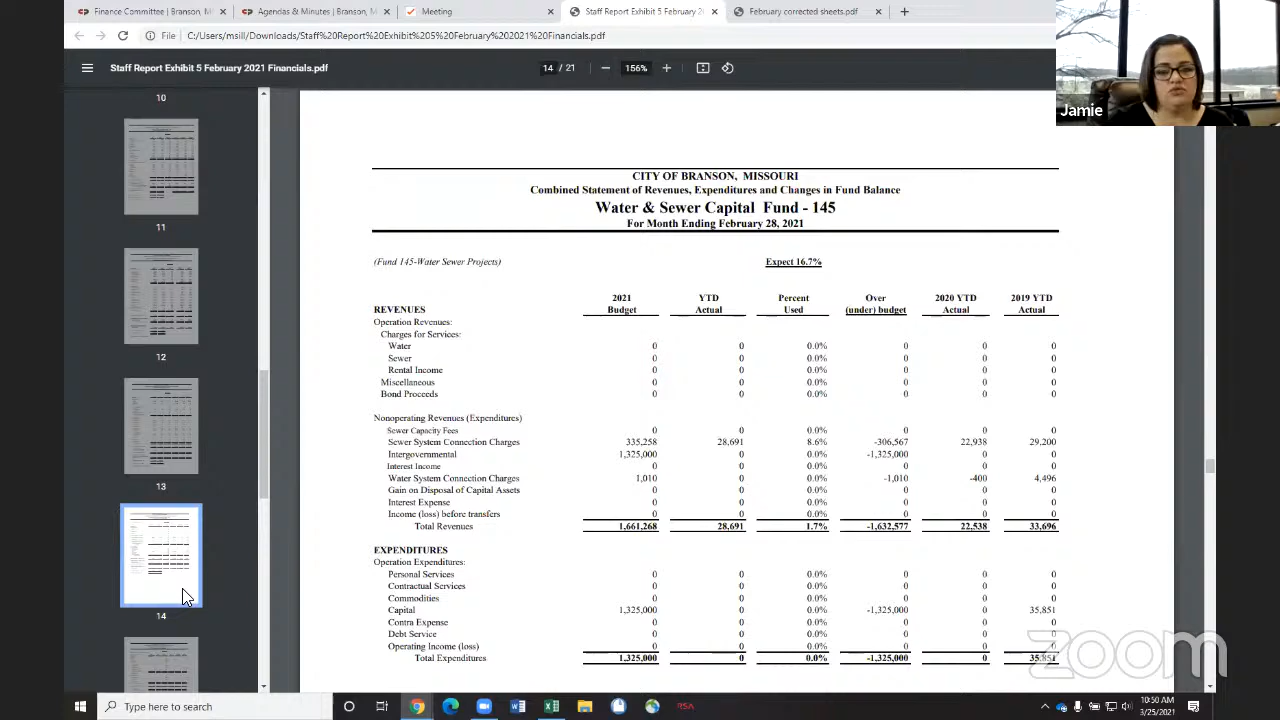 Finance Committee | Branson, M
Agendas & Minutes | Branson, M
Meeting
Staff Report Exhibit 5 February 2
February corrected sheets.pdf
File | C:/Users/msill/Downloads/Staff%20Report%20Exhibit%205%20February%202021%20Financials.pdf
Staff Report Exhibit 5 February 2021 Financials.pdf
14 / 21
156%
Jamie
10
11
12
13
14
CITY OF BRANSON, MISSOURI
Combined Statement of Revenues, Expenditures and Changes in Fund Balance
Water & Sewer Capital Fund - 145
For Month Ending February 28, 2021
(Fund 145-Water Sewer Projects) Expect 16.7%
2021 YTD Percent Over 2020 YTD 2019 YTD
REVENUES Budget Actual Used (under) budget Actual Actual
Operation Revenues:
Charges for Services:
Water 0 0 0.0% 0 0 0
Sewer 0 0 0.0% 0 0 0
Rental Income 0 0 0.0% 0 0 0
Miscellaneous 0 0 0.0% 0 0 0
Bond Proceeds 0 0 0.0% 0 0 0
Nonoperating Revenues (Expenditures)
Sewer Capacity Fees 0 0 0.0% 0 0 0
Sewer System Connection Charges 335,258 28,691 8.6% -306,567 22,938 29,200
Intergovernmental 1,325,000 0 0.0% -1,325,000 0 0
Interest Income 0 0 0.0% 0 0 0
Water System Connection Charges 1,010 0 0.0% -1,010 -400 4,496
Gain on Disposal of Capital Assets 0 0 0.0% 0 0 0
Interest Expense 0 0 0.0% 0 0 0
Income (loss) before transfers 0 0 0.0% 0 0 0
Total Revenues 1,661,268 28,691 1.7% -1,632,577 22,538 33,696
EXPENDITURES
Operation Expenditures:
Personal Services 0 0 0.0% 0 0 0
Contractual Services 0 0 0.0% 0 0 0
Commodities 0 0 0.0% 0 0 0
Capital 1,325,000 0 0.0% -1,325,000 0 35,851
Contra Expense 0 0 0.0% 0 0 0
Debt Service 0 0 0.0% 0 0 0
Operating Income (loss) 0 0 0.0% 0 0 0
Total Expenditures 1,325,000 0 0.0% -1,325,000 0 35,851
zoom
Type here to search
RSA
10:50 AM
3/25/2021